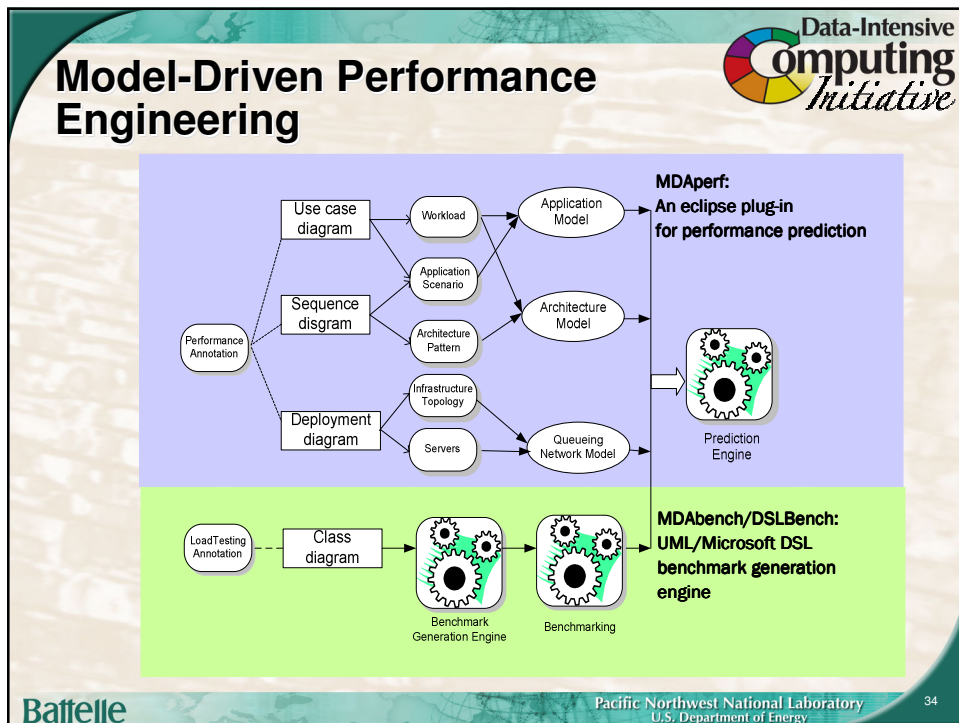 Data-Intensive
Computing
Initiative
Model-Driven Performance
Engineering
MDAperf:
An eclipse plug-in
for performance prediction
Use case
diagram
Workload
Application
Model
Application
Scenario
Sequence
disgram
Architecture
Model
Performance
Annotation
Architecture
Pattern
Infrastructure
Topology
Deployment
diagram
Servers
Queueing
Network Model
Prediction
Engine
MDAbench/DSLBench:
UML/Microsoft DSL
benchmark generation
engine
LoadTesting
Annotation
Class
diagram
Benchmark
Generation Engine
Benchmarking
Battelle
Pacific Northwest National Laboratory
U.S. Department of Energy
34